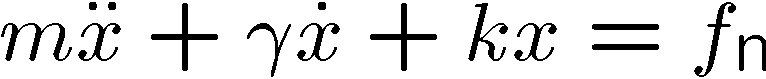 mẍ + γẋ + kx = fn